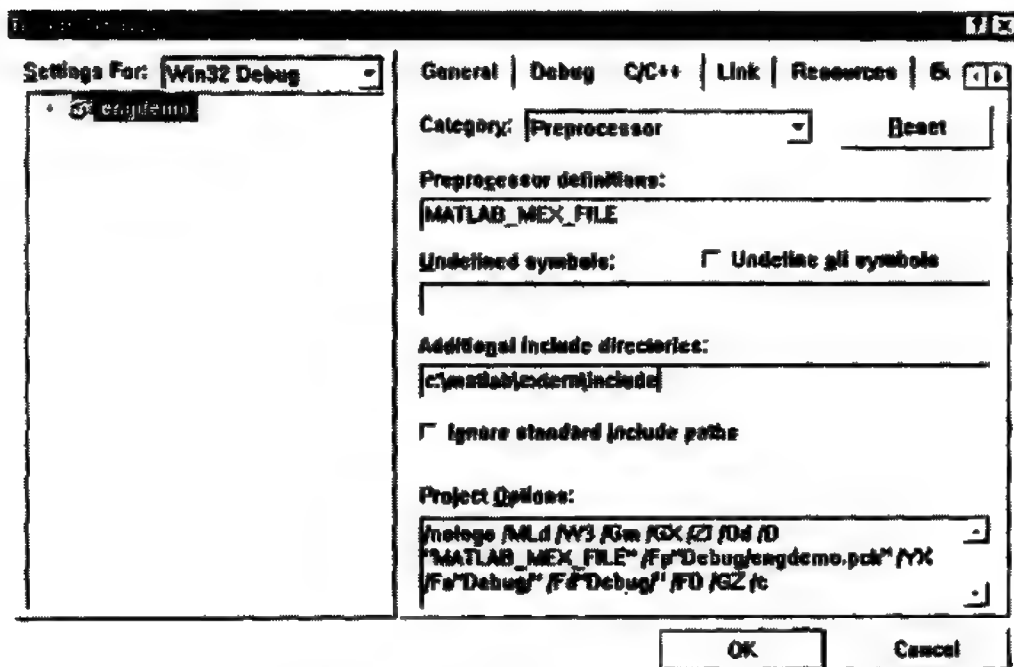 Settings For: Win32 Debug
engdemo
General Debug C/C++ Link Resources
Category: Preprocessor Reset
Preprocessor definitions:
MATLAB_MEX_FILE
Undefined symbols: Undefine all symbols
Additional include directories:
c:\matlab\extern\include
Ignore standard include paths
Project Options:
/nologo /MLd /W3 /Gm /GX /ZI /Od /D
"MATLAB_MEX_FILE" /Fp"Debug/engdemo.pch" /YX
/Fo"Debug/" /Fd"Debug/" /FD /GZ /c
OK Cancel